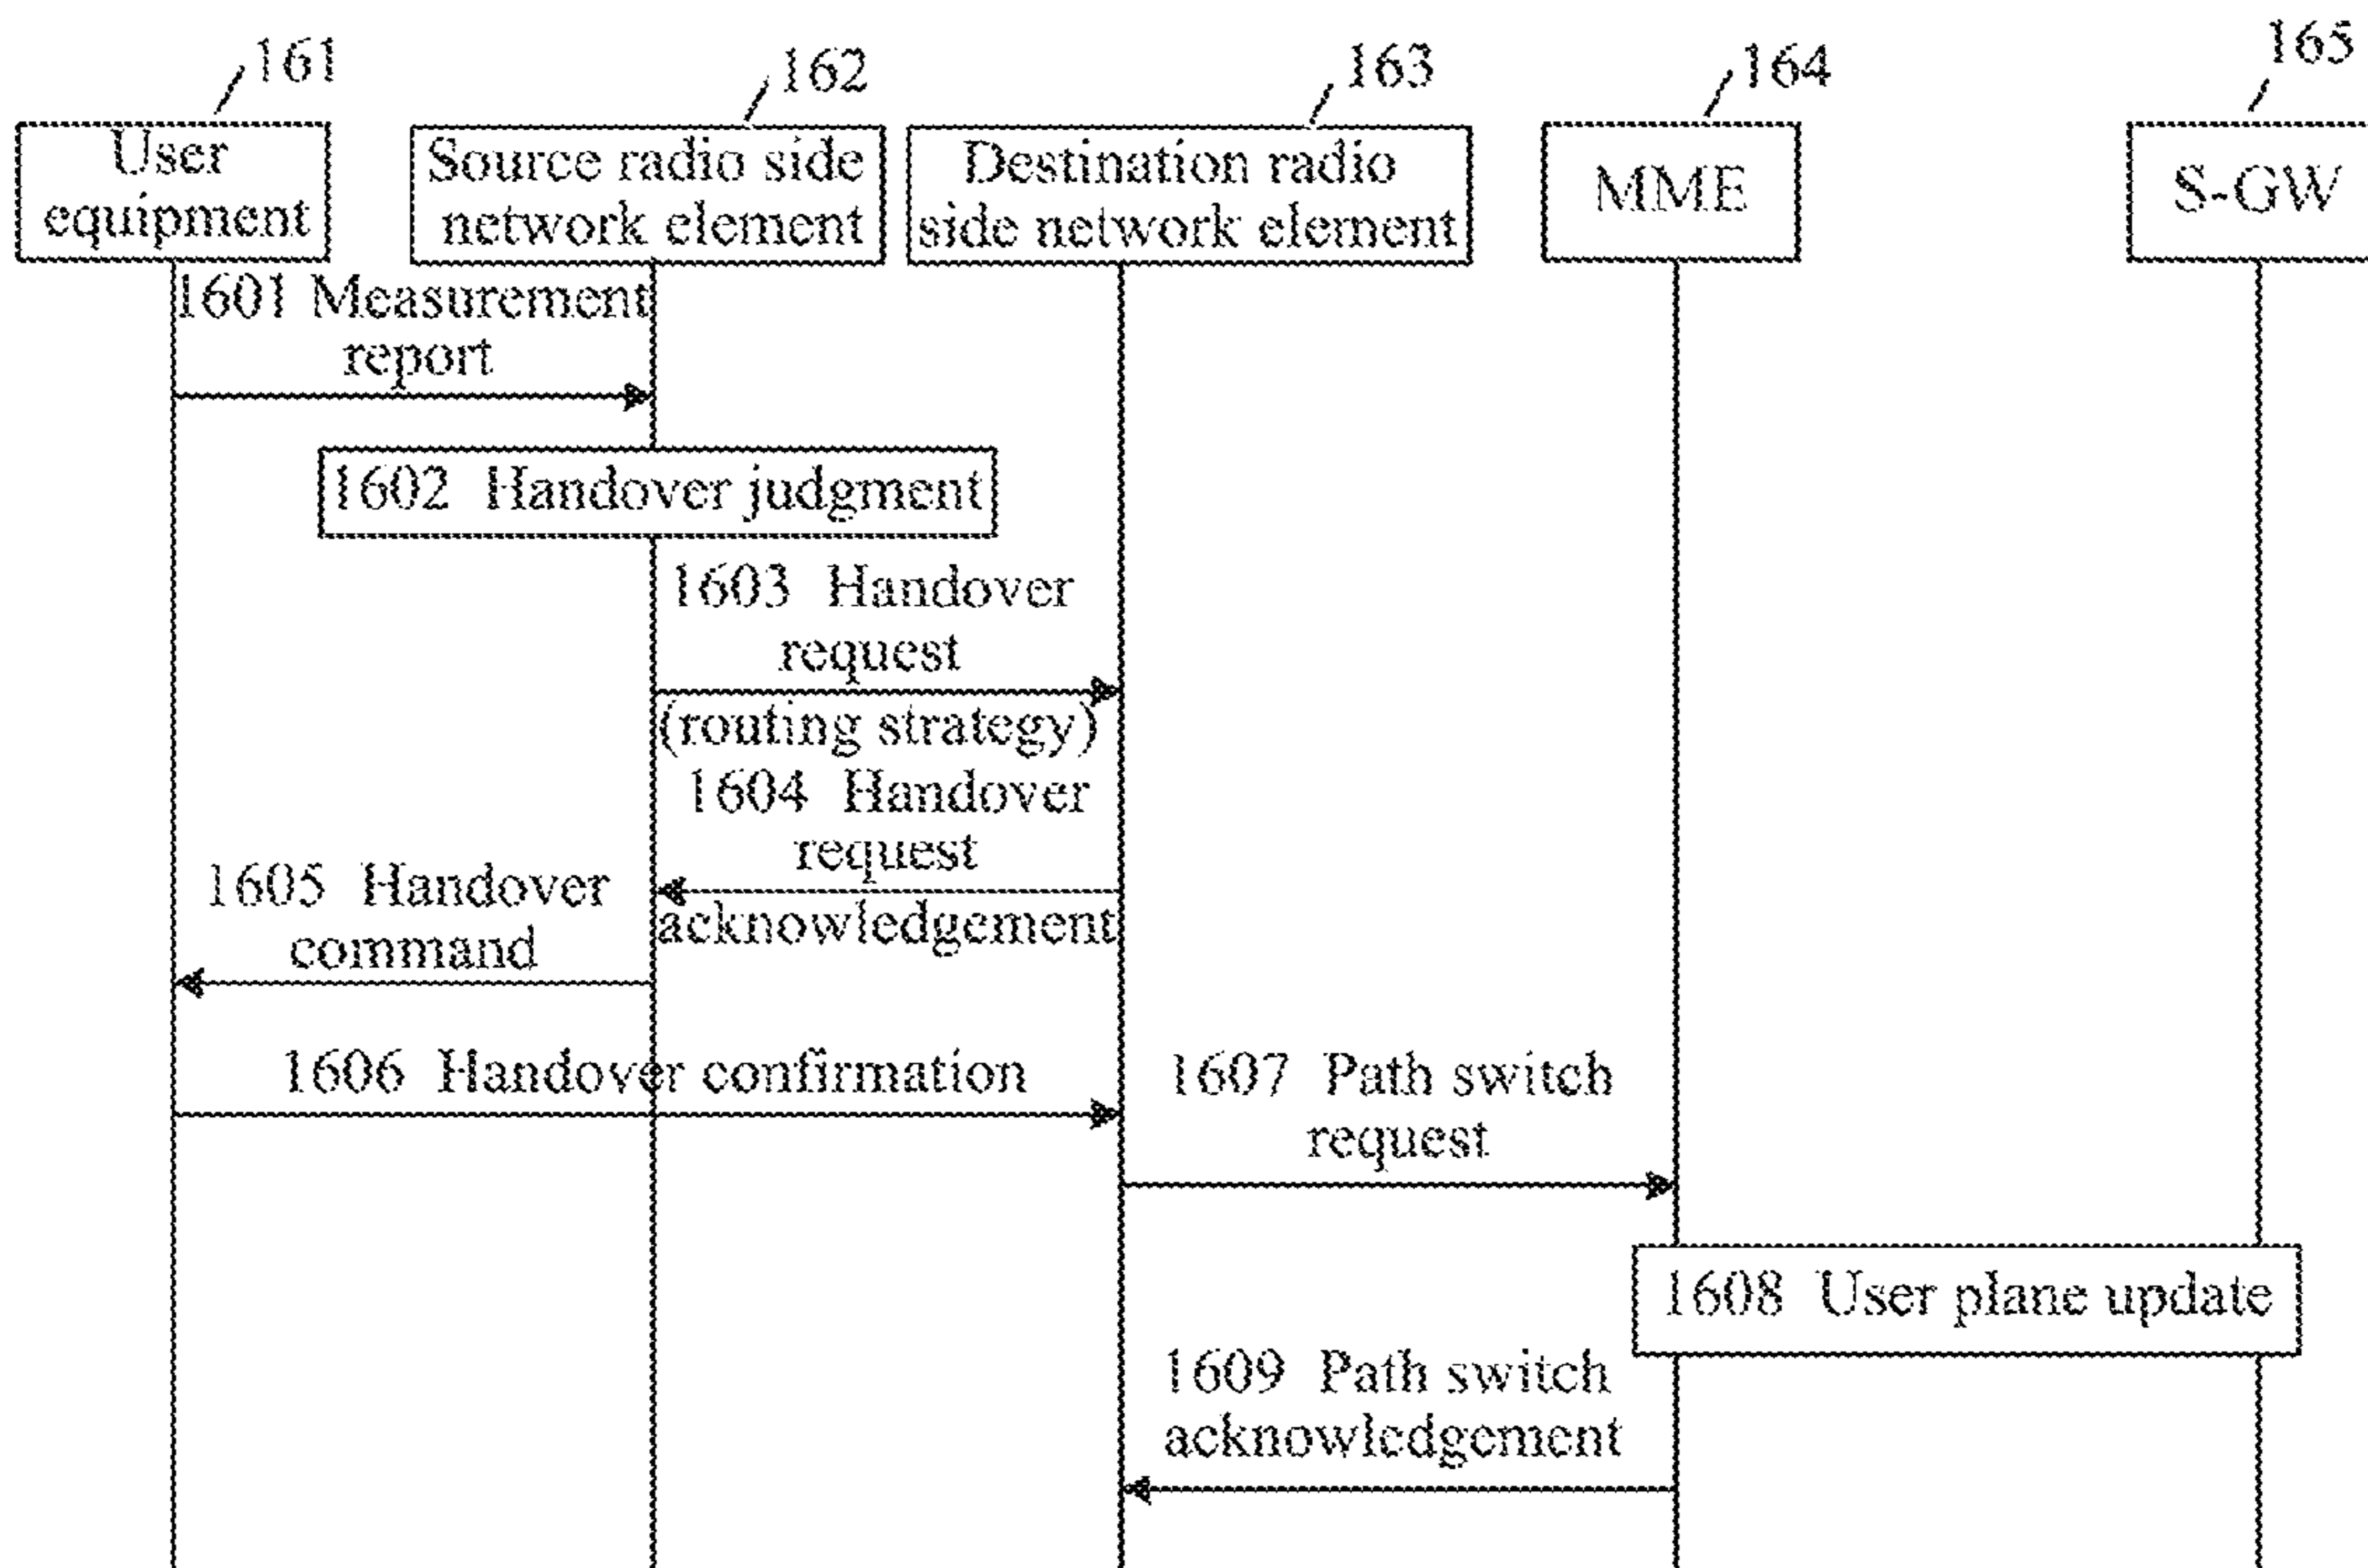 161
162
163
164
165
User
equipment
Source radio side
network element
Destination radio
side network element
MME
S-GW
1601 Measurement
report
1602 Handover judgment
1603 Handover
request
(routing strategy)
1604 Handover
request
acknowledgement
1605 Handover
command
1606 Handover confirmation
1607 Path switch
request
1608 User plane update
1609 Path switch
acknowledgement